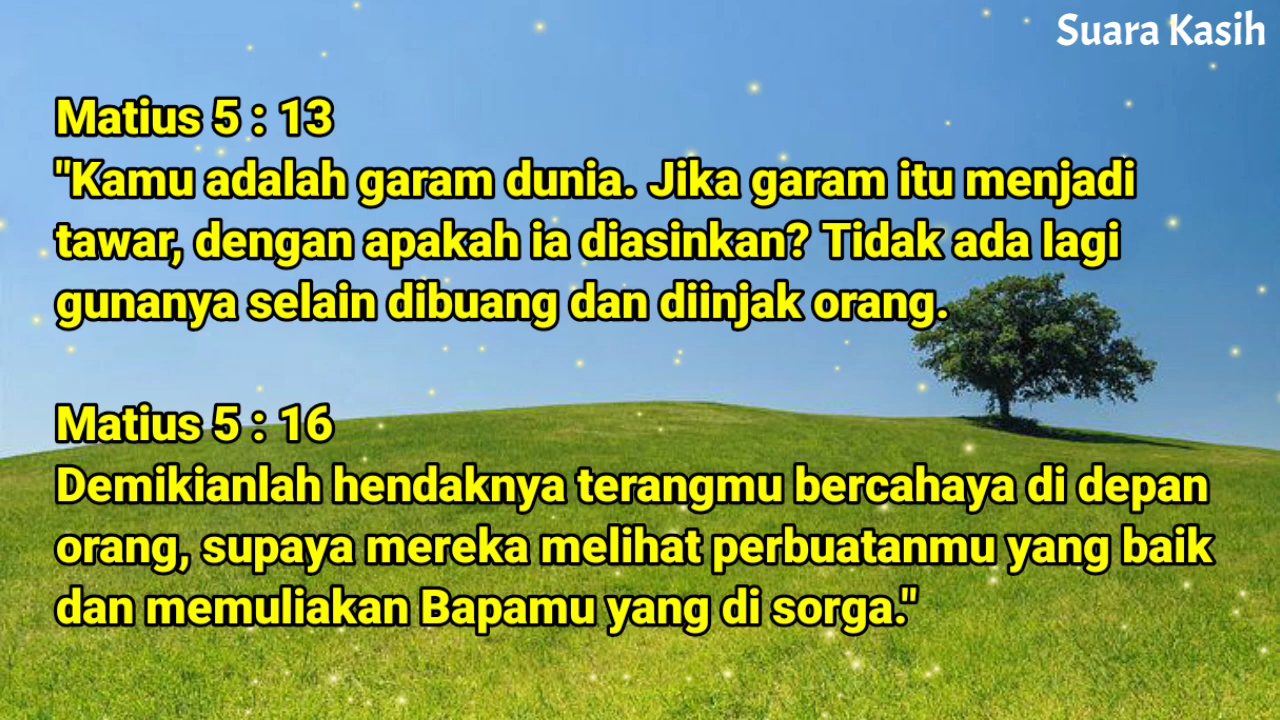 Suara Kasih
Matius 5 : 13
"Kamu adalah garam dunia. Jika garam itu menjadi
tawar, dengan apakah ia diasinkan? Tidak ada lagi
gunanya selain dibuang dan diinjak orang.
Matius 5 : 16
Demikianlah hendaknya terangmu bercahaya di depan
orang, supaya mereka melihat perbuatanmu yang baik
dan memuliakan Bapamu yang di sorga."